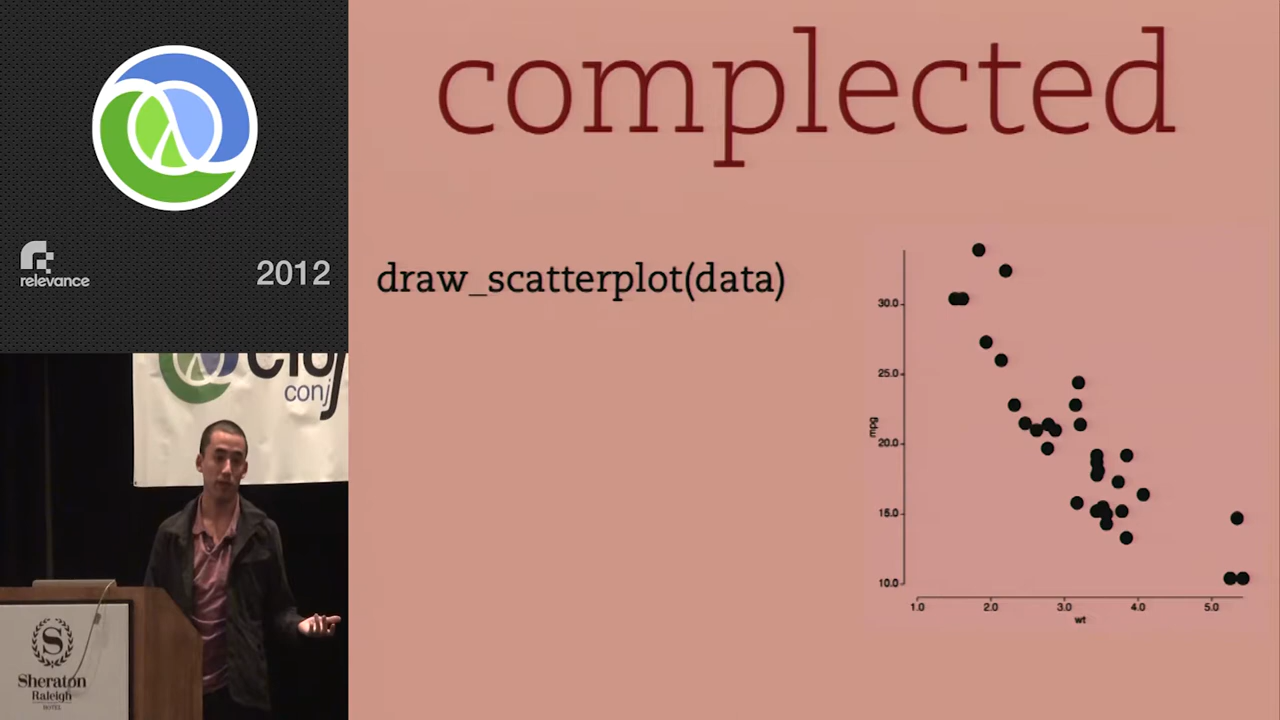 complected
draw_scatterplot(data)
relevance
2012
conj
S
Sheraton
Raleigh
HOTEL
30.0
25.0
20.0
15.0
10.0
mpg
1.0
2.0
3.0
4.0
5.0
wt